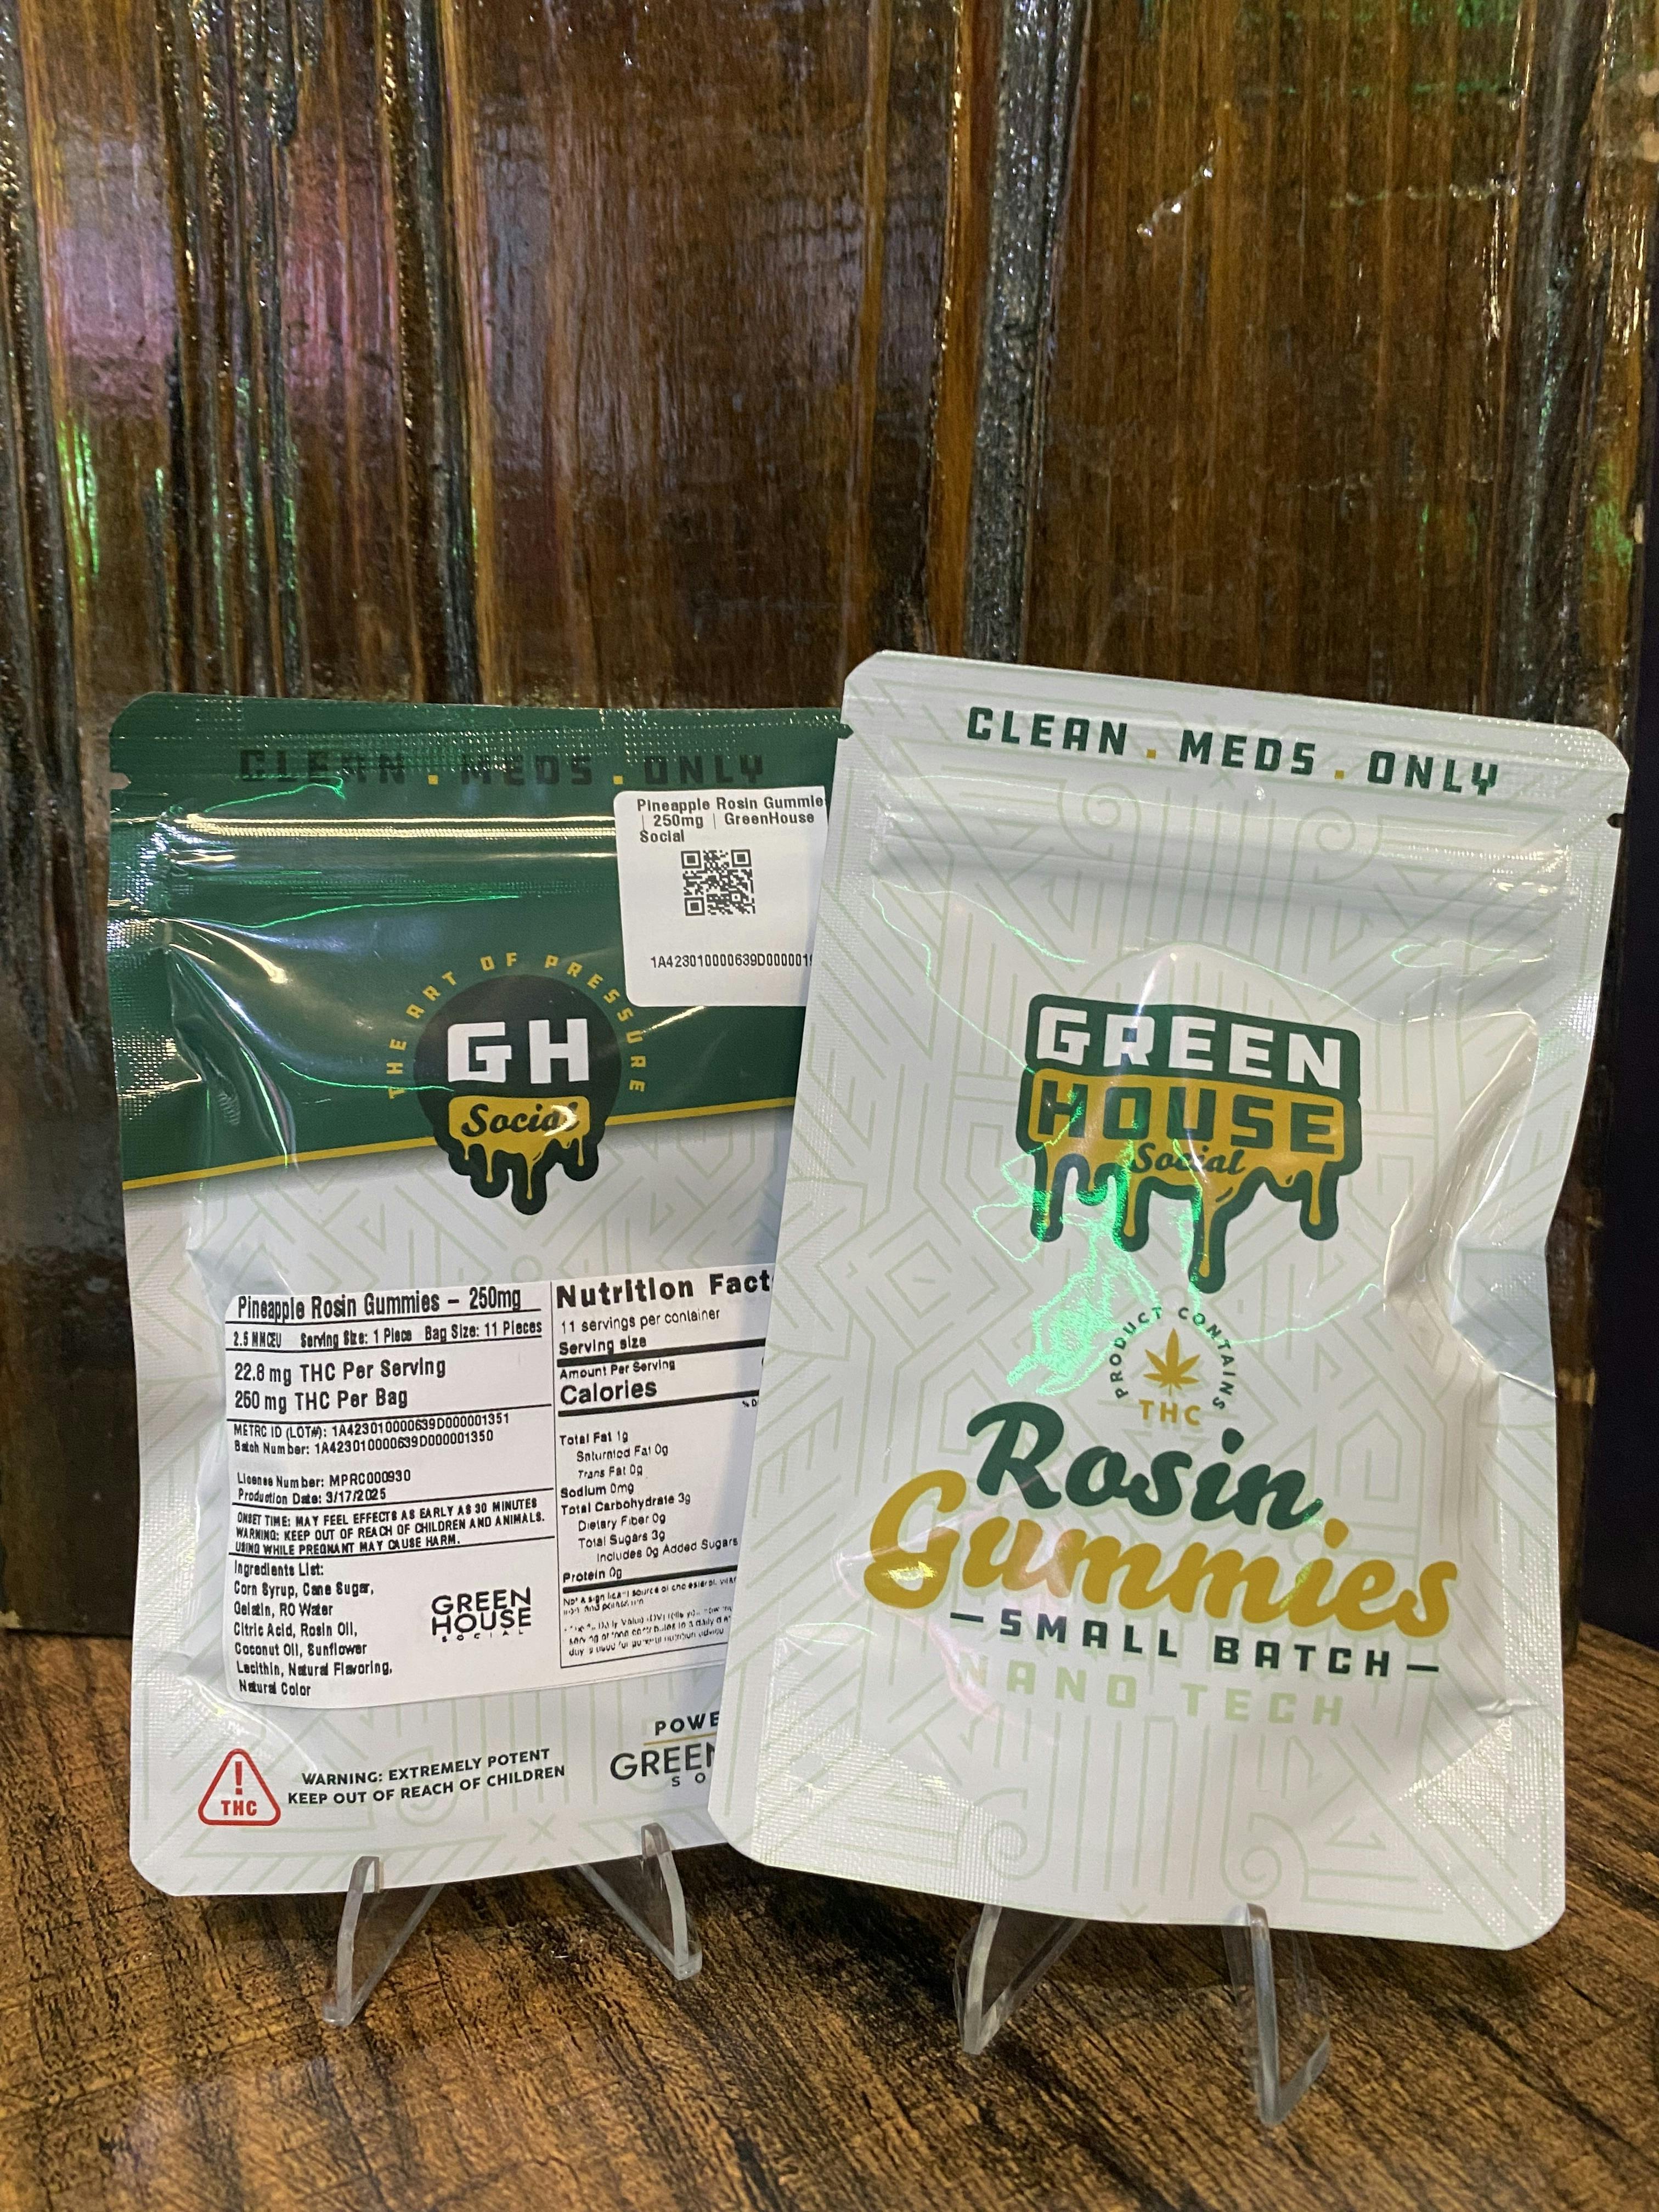 CLEAN . MEDS . ONLY
Pineapple Rosin Gummie
| 250mg | GreenHouse
Social
1A423010000639D000001
THE ART OF PRESSURE
GH
Social
Pineapple Rosin Gummies – 250mg
2.5 MMCEU Serving Size: 1 Piece Bag Size: 11 Pieces
22.8 mg THC Per Serving
250 mg THC Per Bag
METRC ID (LOT#): 1A423010000639D000001351
Batch Number: 1A423010000639D000001350
License Number: MPRC000930
Production Date: 3/17/2025
ONSET TIME: MAY FEEL EFFECTS AS EARLY AS 30 MINUTES
WARNING: KEEP OUT OF REACH OF CHILDREN AND ANIMALS.
USING WHILE PREGNANT MAY CAUSE HARM.
Ingredients List:
Corn Syrup, Cane Sugar,
Gelatin, RO Water
Citric Acid, Rosin Oil,
Coconut Oil, Sunflower
Lecithin, Natural Flavoring,
Natural Color
GREEN
HOUSE
SOCIAL
Nutrition Fact
11 servings per container
Serving size
Amount Per Serving
Calories
% D
Total Fat 1g
Saturated Fat 0g
Trans Fat 0g
Sodium 0mg
Total Carbohydrate 3g
Dietary Fiber 0g
Total Sugars 3g
Includes 0g Added Sugars
Protein 0g
THC
WARNING: EXTREMELY POTENT
KEEP OUT OF REACH OF CHILDREN
POWE
GREEN
SO
CLEAN . MEDS . ONLY
GREEN
HOUSE
Social
PRODUCT CONTAINS
THC
Rosin
Gummies
– SMALL BATCH –
NANO TECH